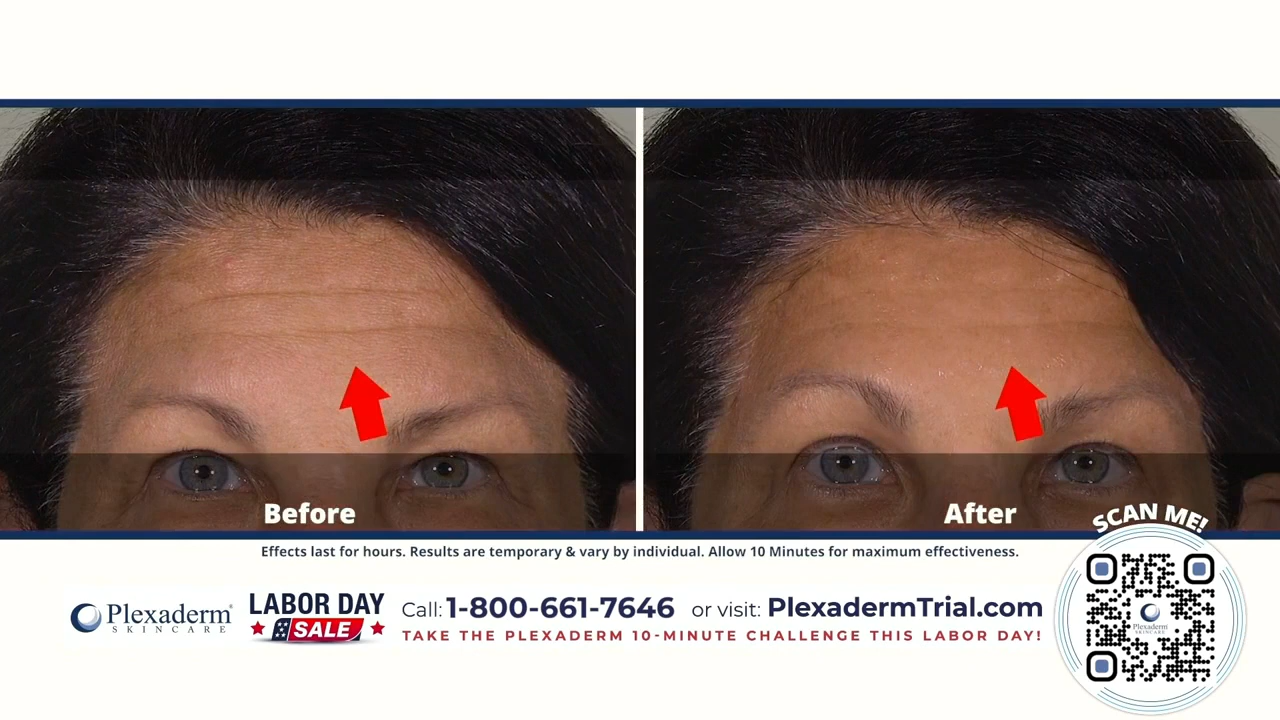 Before
After
SCAN ME!
Effects last for hours. Results are temporary & vary by individual. Allow 10 Minutes for maximum effectiveness.
Plexaderm®
SKINCARE
LABOR DAY
SALE
Call: 1-800-661-7646 or visit: PlexadermTrial.com
TAKE THE PLEXADERM 10-MINUTE CHALLENGE THIS LABOR DAY!
Plexaderm
SKINCARE